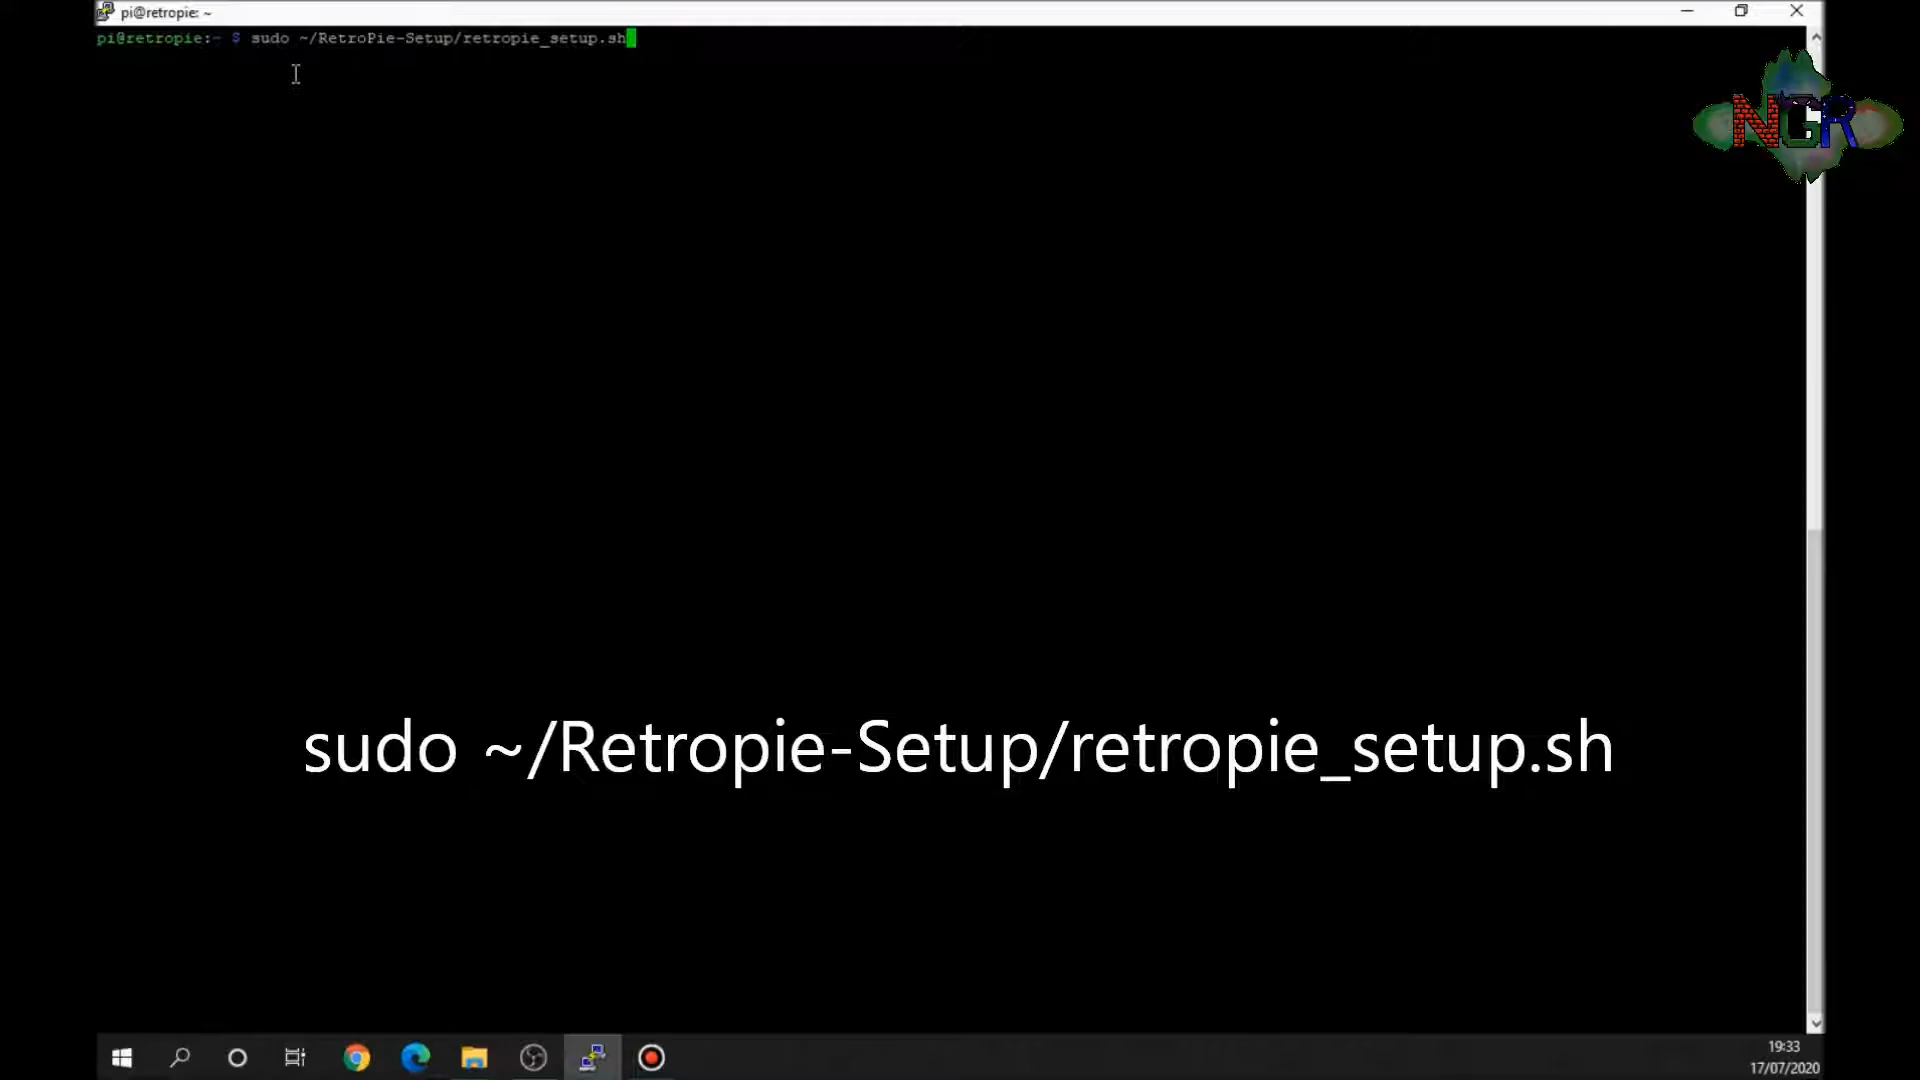 pi@retropie: ~
pi@retropie:~ $ sudo ~/RetroPie-Setup/retropie_setup.sh
NGR
sudo ~/Retropie-Setup/retropie_setup.sh
19:33
17/07/2020